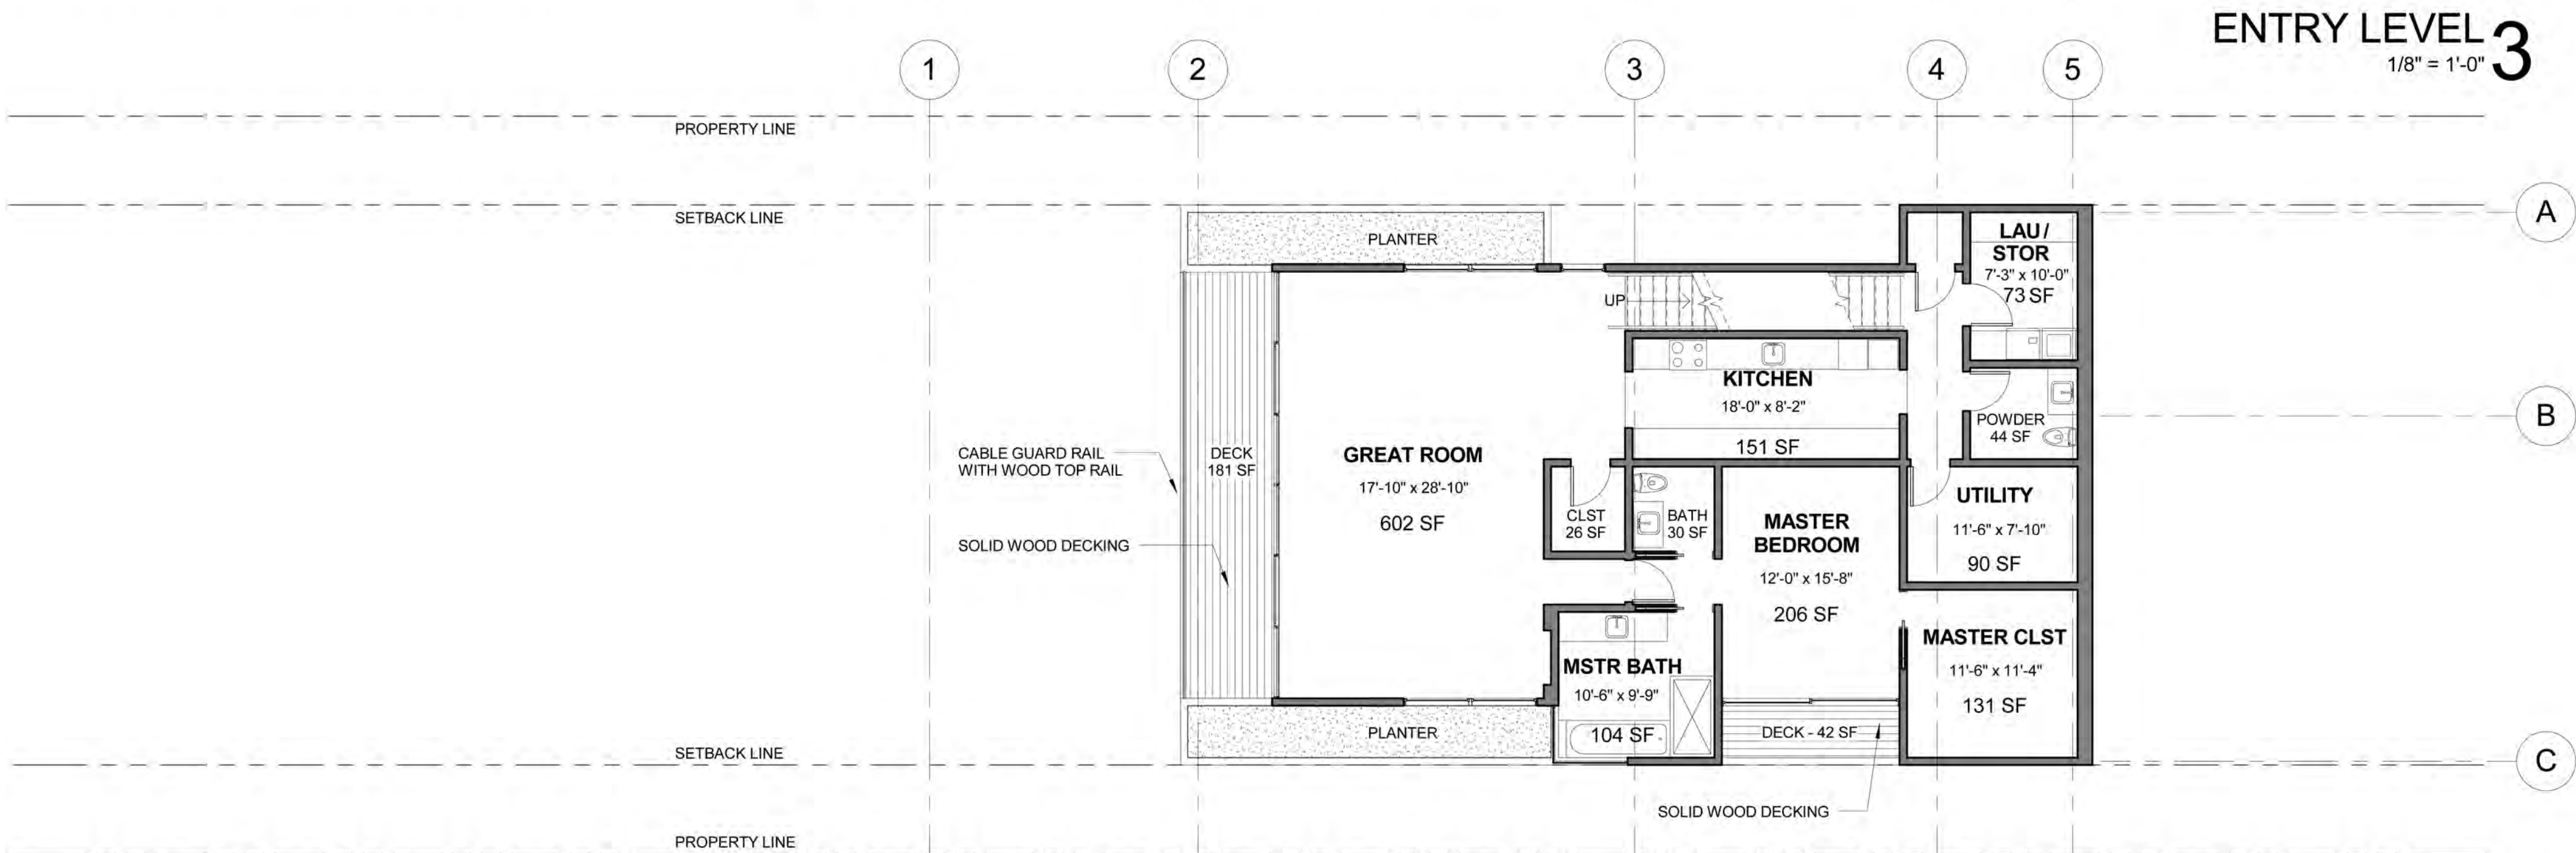 ENTRY LEVEL 3
1/8" = 1'-0"
1
2
3
4
5
PROPERTY LINE
SETBACK LINE
A
PLANTER
LAU/
STOR
7'-3" x 10'-0"
73 SF
UP
KITCHEN
18'-0" x 8'-2"
151 SF
POWDER
44 SF
B
CABLE GUARD RAIL
WITH WOOD TOP RAIL
DECK
181 SF
GREAT ROOM
17'-10" x 28'-10"
602 SF
SOLID WOOD DECKING
CLST
26 SF
BATH
30 SF
MASTER
BEDROOM
12'-0" x 15'-8"
206 SF
UTILITY
11'-6" x 7'-10"
90 SF
MSTR BATH
10'-6" x 9'-9"
104 SF
MASTER CLST
11'-6" x 11'-4"
131 SF
PLANTER
DECK - 42 SF
SETBACK LINE
C
SOLID WOOD DECKING
PROPERTY LINE